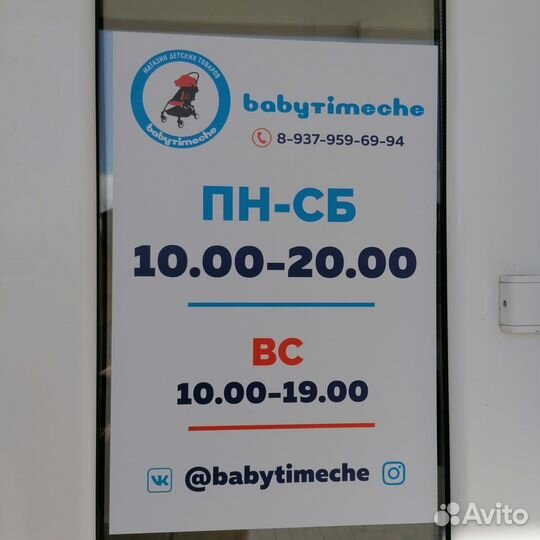 МАГАЗИН ДЕТСКИХ ТОВАРОВ
babytimeche
babytimeche
8-937-959-69-94
ПН-СБ
10.00-20.00
ВС
10.00-19.00
@babytimeche
Avito